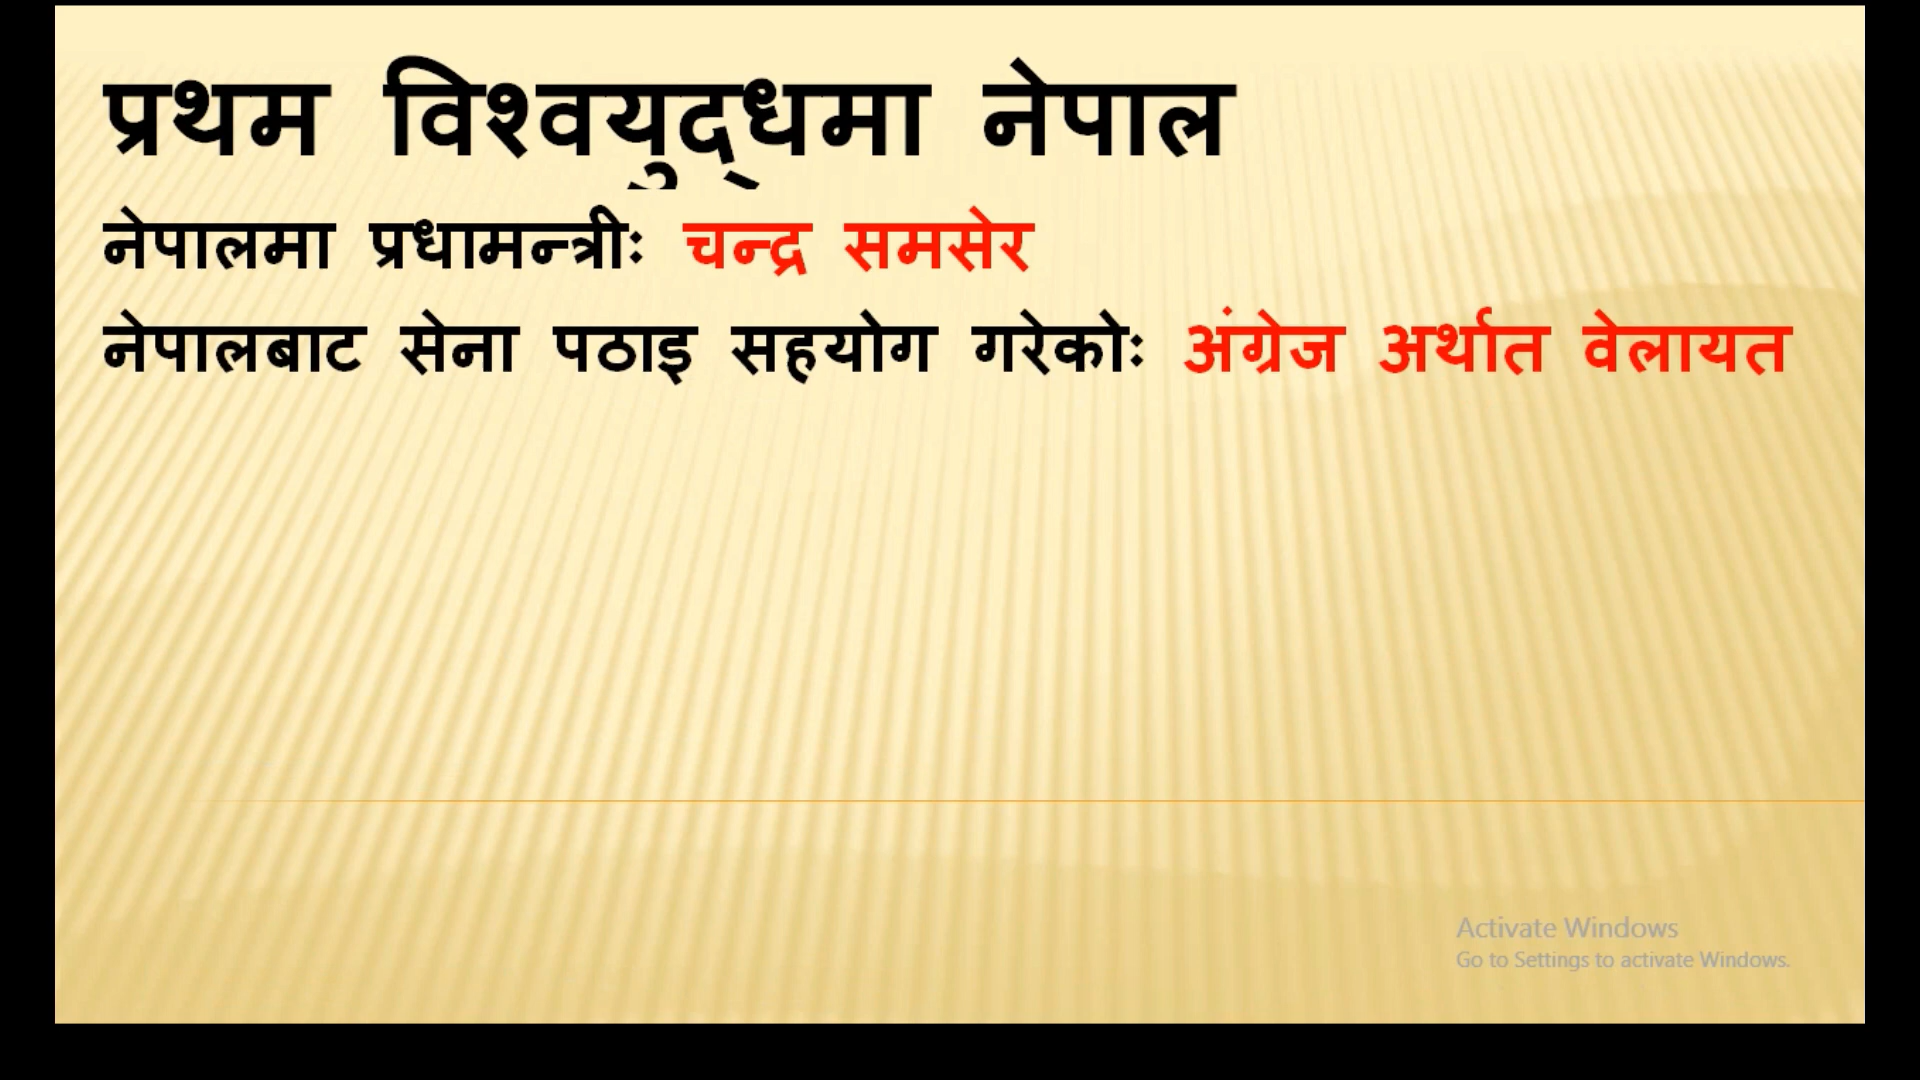 प्रथम विश्वयुद्‌धमा नेपाल
नेपालमा प्रधामन्त्रीः चन्द्र समसेर
नेपालबाट सेना पठाइ सहयोग गरेकोः अंग्रेज अर्थात वेलायत
Activate Windows
Go to Settings to activate Windows.